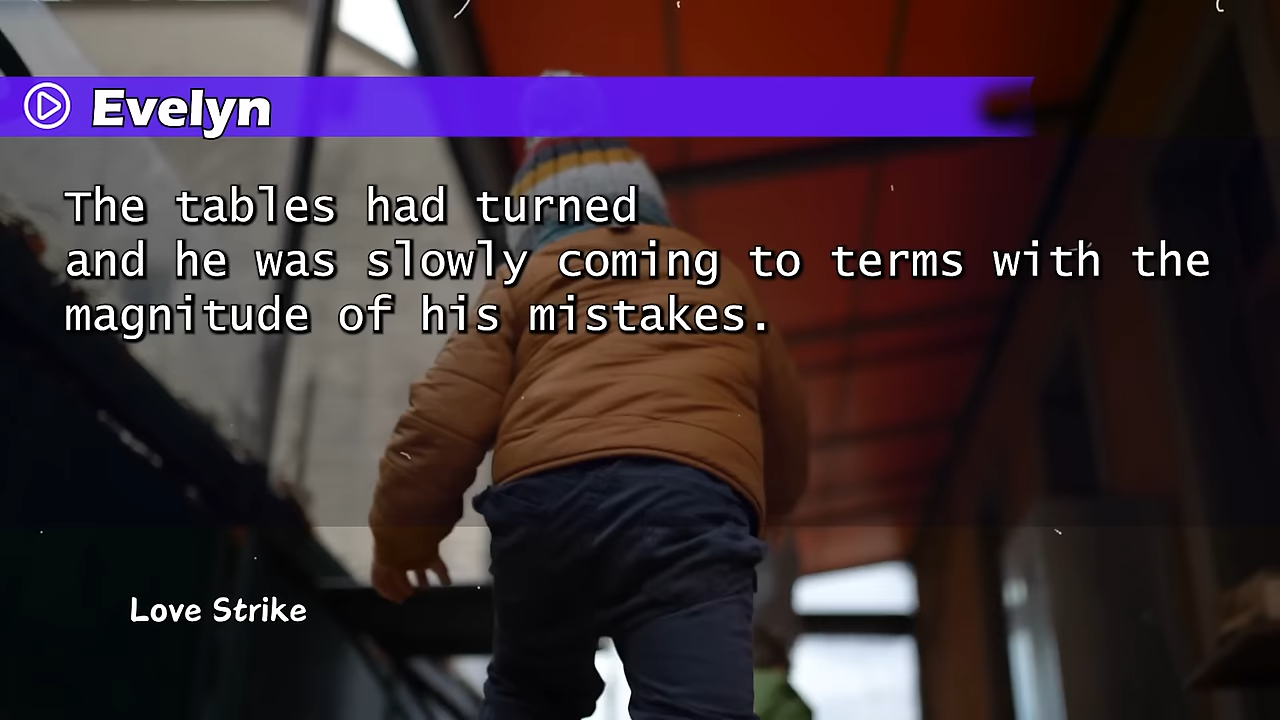 Evelyn
The tables had turned
and he was slowly coming to terms with the
magnitude of his mistakes.
Love Strike